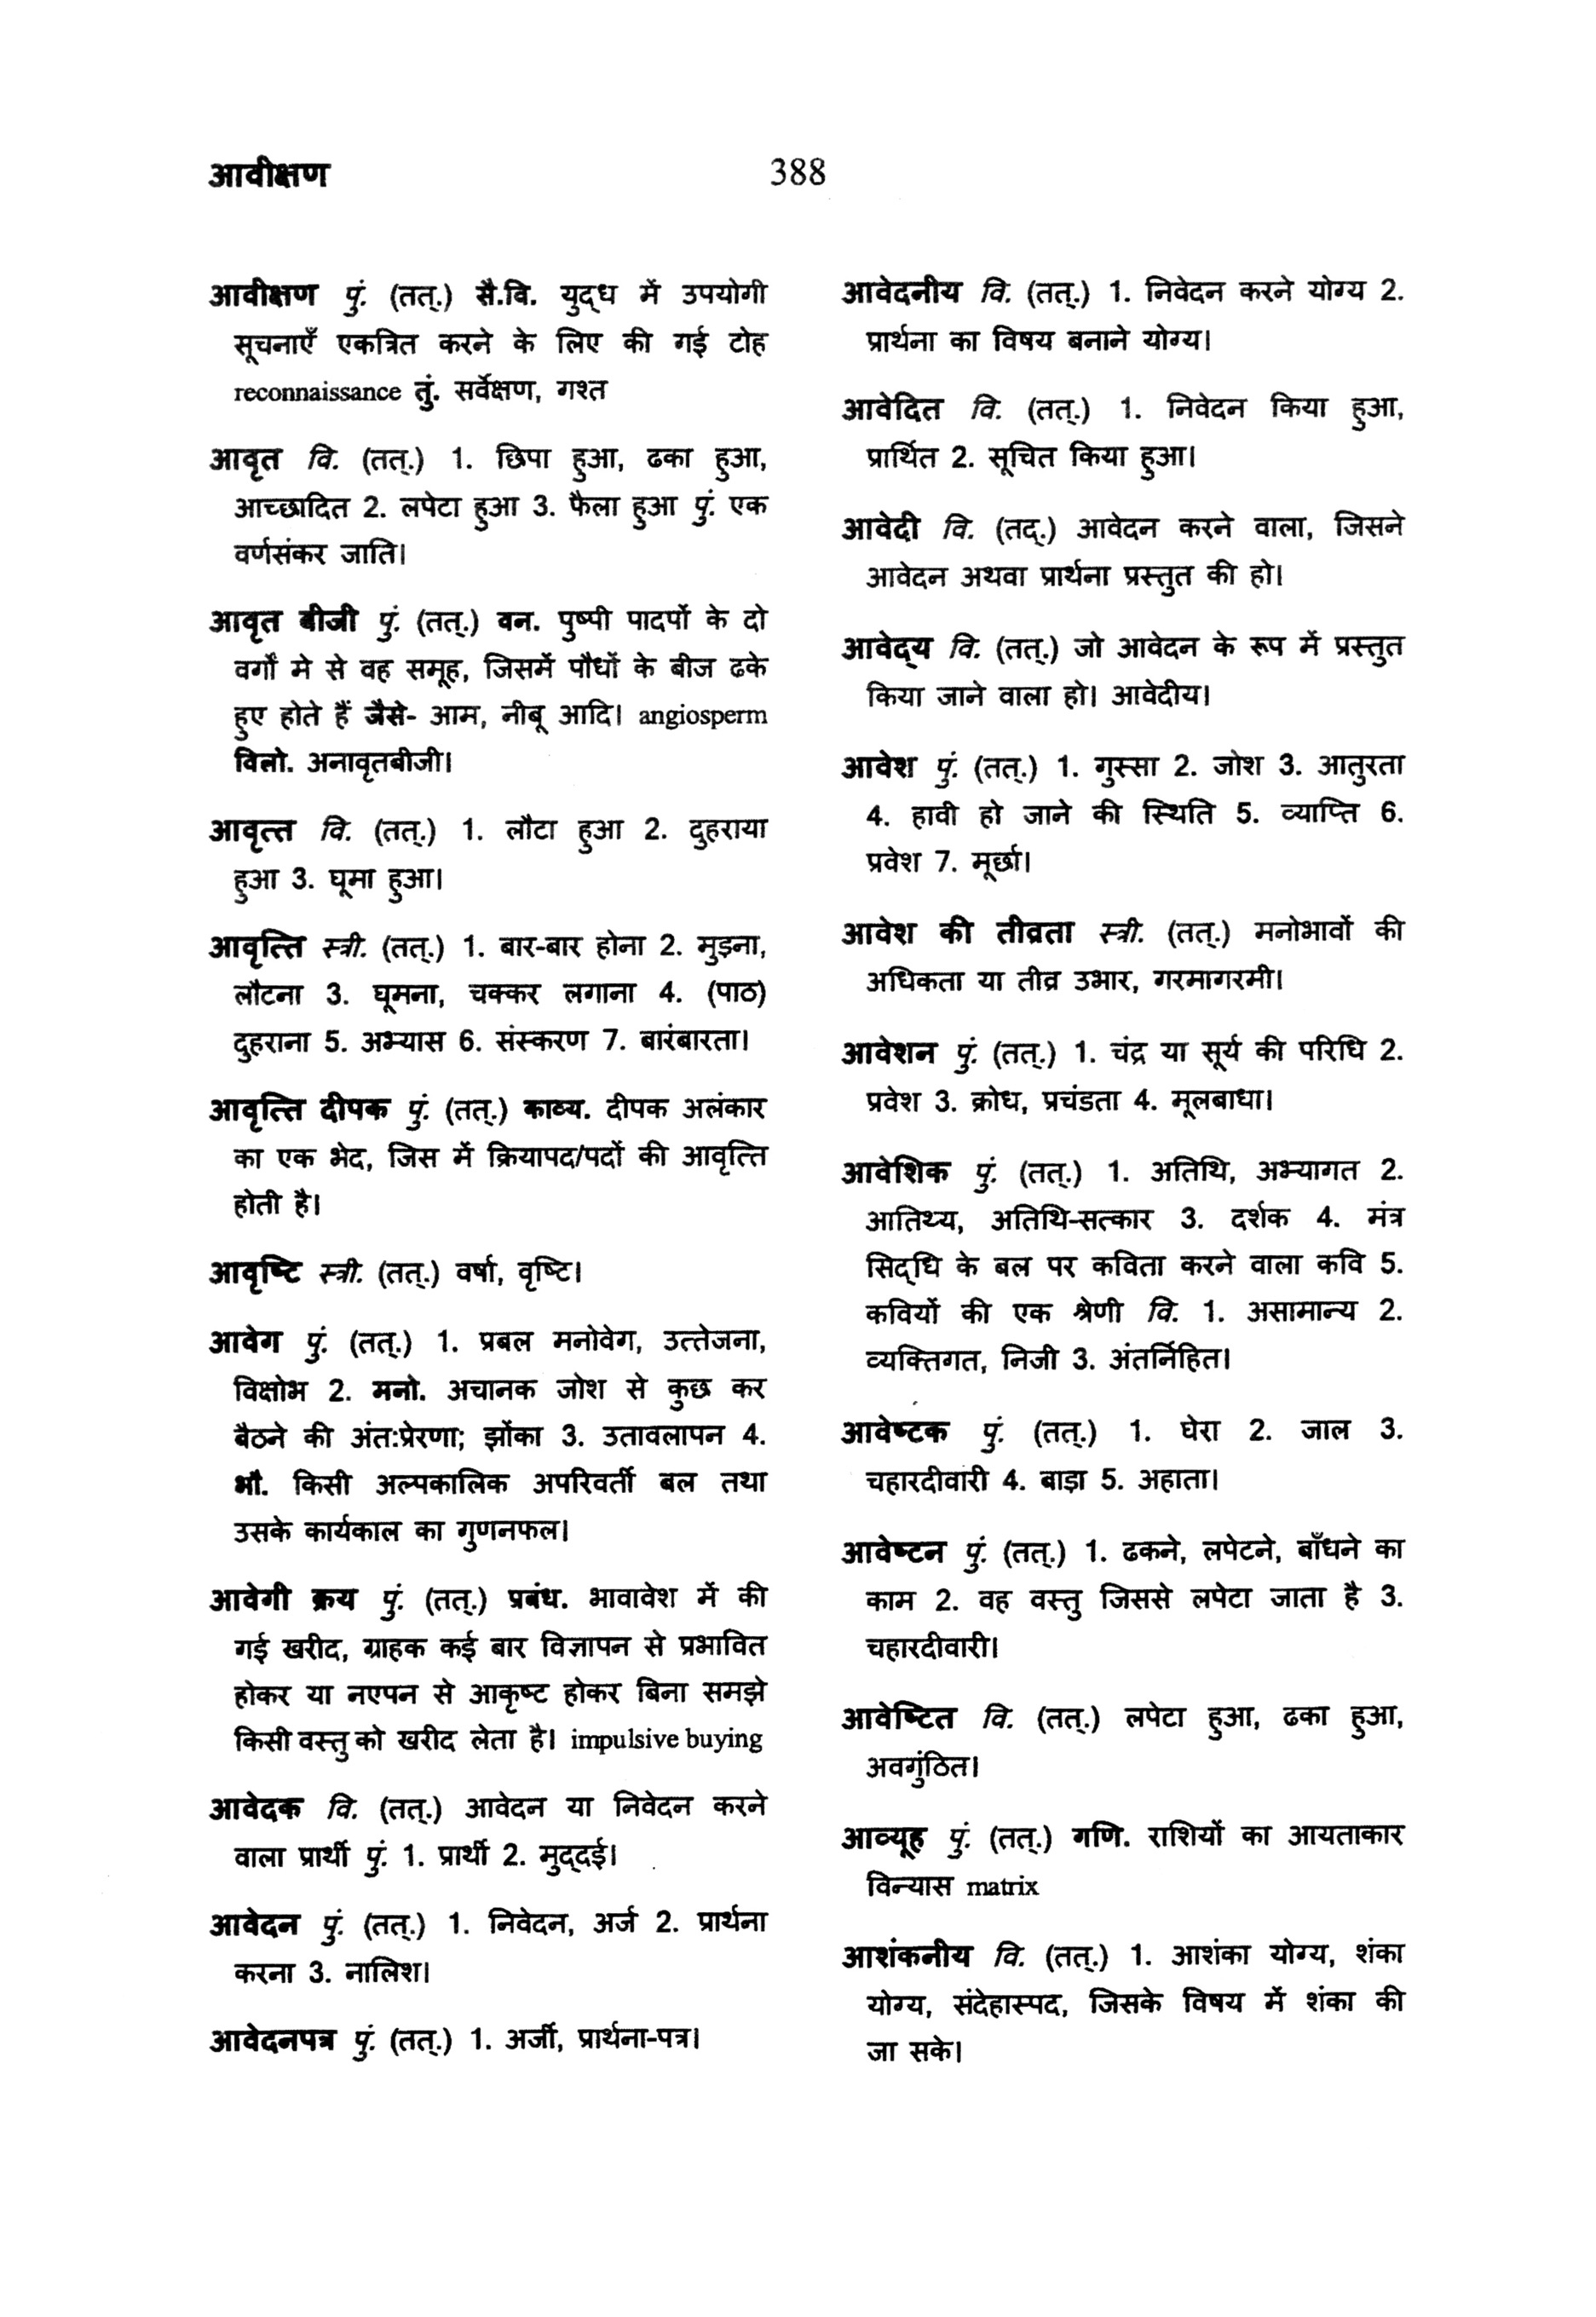 आवीक्षण
388
आवीक्षण पुं. (तत्.) सै.वि. युद्ध में उपयोगी
सूचनाएँ एकत्रित करने के लिए की गई टोह
reconnaissance तुं. सर्वेक्षण, गश्त
आवृत वि. (तत्.) 1. छिपा हुआ, ढका हुआ,
आच्छादित 2. लपेटा हुआ 3. फैला हुआ पुं. एक
वर्णसंकर जाति।
आवृत बीजी पुं. (तत्.) वन. पुष्पी पादपों के दो
वर्गों मे से वह समूह, जिसमें पौधों के बीज ढके
हुए होते हैं जैसे- आम, नीबू आदि। angiosperm
विलो. अनावृतबीजी।
आवृत्त वि. (तत्.) 1. लौटा हुआ 2. दुहराया
हुआ 3. घूमा हुआ।
आवृत्ति स्त्री. (तत्.) 1. बार-बार होना 2. मुड़ना,
लौटना 3. घूमना, चक्कर लगाना 4. (पाठ)
दुहराना 5. अभ्यास 6. संस्करण 7. बारंबारता।
आवृत्ति दीपक पुं. (तत्.) काव्य. दीपक अलंकार
का एक भेद, जिस में क्रियापद/पदों की आवृत्ति
होती है।
आवृष्टि स्त्री. (तत्.) वर्षा, वृष्टि।
आवेग पुं. (तत्.) 1. प्रबल मनोवेग, उत्तेजना,
विक्षोभ 2. मनो. अचानक जोश से कुछ कर
बैठने की अंत:प्रेरणा; झोंका 3. उतावलापन 4.
भौ. किसी अल्पकालिक अपरिवर्ती बल तथा
उसके कार्यकाल का गुणनफल।
आवेगी क्रय पुं. (तत्.) प्रबंध. भावावेश में की
गई खरीद, ग्राहक कई बार विज्ञापन से प्रभावित
होकर या नएपन से आकृष्ट होकर बिना समझे
किसी वस्तु को खरीद लेता है। impulsive buying
आवेदक वि. (तत्.) आवेदन या निवेदन करने
वाला प्रार्थी पुं. 1. प्रार्थी 2. मुद्दई।
आवेदन पुं. (तत्.) 1. निवेदन, अर्ज 2. प्रार्थना
करना 3. नालिश।
आवेदनपत्र पुं. (तत्.) 1. अर्जी, प्रार्थना-पत्र।
आवेदनीय वि. (तत्.) 1. निवेदन करने योग्य 2.
प्रार्थना का विषय बनाने योग्य।
आवेदित वि. (तत्.) 1. निवेदन किया हुआ,
प्रार्थित 2. सूचित किया हुआ।
आवेदी वि. (तद्.) आवेदन करने वाला, जिसने
आवेदन अथवा प्रार्थना प्रस्तुत की हो।
आवेद्य वि. (तत्.) जो आवेदन के रूप में प्रस्तुत
किया जाने वाला हो। आवेदीय।
आवेश पुं. (तत्.) 1. गुस्सा 2. जोश 3. आतुरता
4. हावी हो जाने की स्थिति 5. व्याप्ति 6.
प्रवेश 7. मूर्छा।
आवेश की तीव्रता स्त्री. (तत्.) मनोभावों की
अधिकता या तीव्र उभार, गरमागरमी।
आवेशन पुं. (तत्.) 1. चंद्र या सूर्य की परिधि 2.
प्रवेश 3. क्रोध, प्रचंडता 4. मूलबाधा।
आवेशिक पुं. (तत्.) 1. अतिथि, अभ्यागत 2.
आतिथ्य, अतिथि-सत्कार 3. दर्शक 4. मंत्र
सिद्धि के बल पर कविता करने वाला कवि 5.
कवियों की एक श्रेणी वि. 1. असामान्य 2.
व्यक्तिगत, निजी 3. अंतर्निहित।
आवेष्टक पुं. (तत्.) 1. घेरा 2. जाल 3.
चहारदीवारी 4. बाड़ा 5. अहाता।
आवेष्टन पुं. (तत्.) 1. ढकने, लपेटने, बाँधने का
काम 2. वह वस्तु जिससे लपेटा जाता है 3.
चहारदीवारी।
आवेष्टित वि. (तत्.) लपेटा हुआ, ढका हुआ,
अवगुंठित।
आव्यूह पुं. (तत्.) गणि. राशियों का आयताकार
विन्यास matrix
आशंकनीय वि. (तत्.) 1. आशंका योग्य, शंका
योग्य, संदेहास्पद, जिसके विषय में शंका की
जा सके।